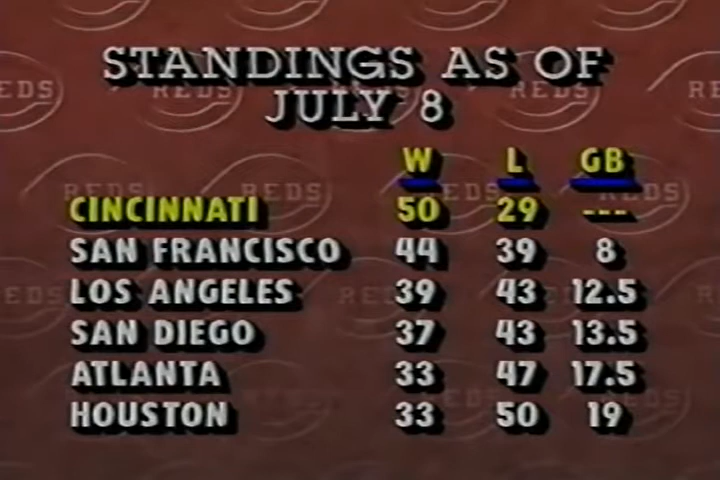 STANDINGS AS OF
JULY 8
W L GB
CINCINNATI 50 29 ---
SAN FRANCISCO 44 39 8
LOS ANGELES 39 43 12.5
SAN DIEGO 37 43 13.5
ATLANTA 33 47 17.5
HOUSTON 33 50 19